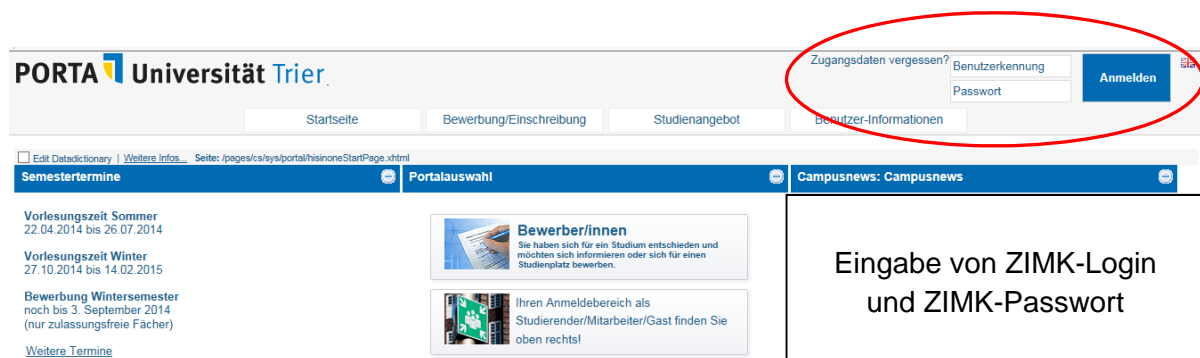 PORTA Universität Trier
Zugangsdaten vergessen?
Benutzerkennung
Passwort
Anmelden
Startseite
Bewerbung/Einschreibung
Studienangebot
Benutzer-Informationen
Edit Datadictionary | Weitere Infos... Seite: /pages/cs/sys/portal/hisinoneStartPage.xhtml
Semestertermine
Vorlesungszeit Sommer
22.04.2014 bis 26.07.2014
Vorlesungszeit Winter
27.10.2014 bis 14.02.2015
Bewerbung Wintersemester
noch bis 3. September 2014
(nur zulassungsfreie Fächer)
Weitere Termine
Portalauswahl
Bewerber/innen
Sie haben sich für ein Studium entschieden und
möchten sich informieren oder sich für einen
Studienplatz bewerben.
Ihren Anmeldebereich als
Studierender/Mitarbeiter/Gast finden Sie
oben rechts!
Campusnews: Campusnews
Eingabe von ZIMK-Login
und ZIMK-Passwort